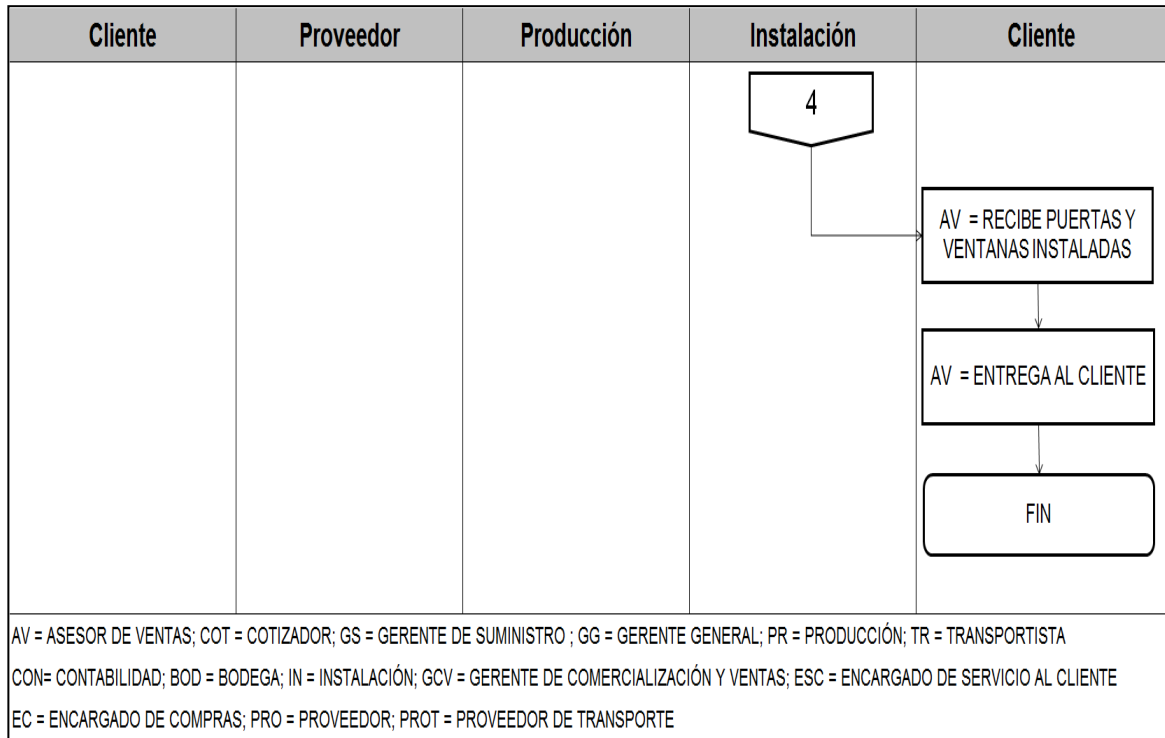 Cliente
Proveedor
Producción
Instalación
Cliente
4
AV = RECIBE PUERTAS Y
VENTANAS INSTALADAS
AV = ENTREGA AL CLIENTE
FIN
AV = ASESOR DE VENTAS; COT = COTIZADOR; GS = GERENTE DE SUMINISTRO ; GG = GERENTE GENERAL; PR = PRODUCCIÓN; TR = TRANSPORTISTA
CON= CONTABILIDAD; BOD = BODEGA; IN = INSTALACIÓN; GCV = GERENTE DE COMERCIALIZACIÓN Y VENTAS; ESC = ENCARGADO DE SERVICIO AL CLIENTE
EC = ENCARGADO DE COMPRAS; PRO = PROVEEDOR; PROT = PROVEEDOR DE TRANSPORTE